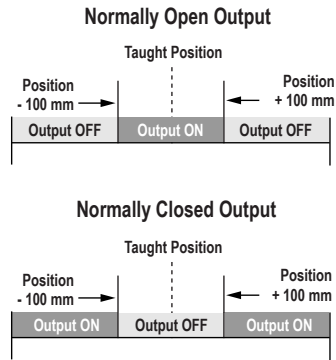 Normally Open Output
Taught Position
Position
- 100 mm
Position
+ 100 mm
Output OFF
Output ON
Output OFF
Normally Closed Output
Taught Position
Position
- 100 mm
Position
+ 100 mm
Output ON
Output OFF
Output ON